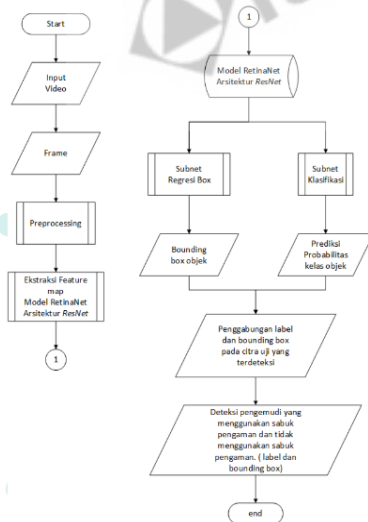 Start
Input
Video
Frame
Preprocessing
Ekstraksi Feature
map
Model RetinaNet
Arsitektur ResNet
1
1
Model RetinaNet
Arsitektur ResNet
Subnet
Regresi Box
Subnet
Klasifikasi
Bounding
box objek
Prediksi
Probabilitas
kelas objek
Penggabungan label
dan bounding box
pada citra uji yang
terdeteksi
Deteksi pengemudi yang
menggunakan sabuk
pengaman dan tidak
menggunakan sabuk
pengaman. ( label dan
bounding box)
end